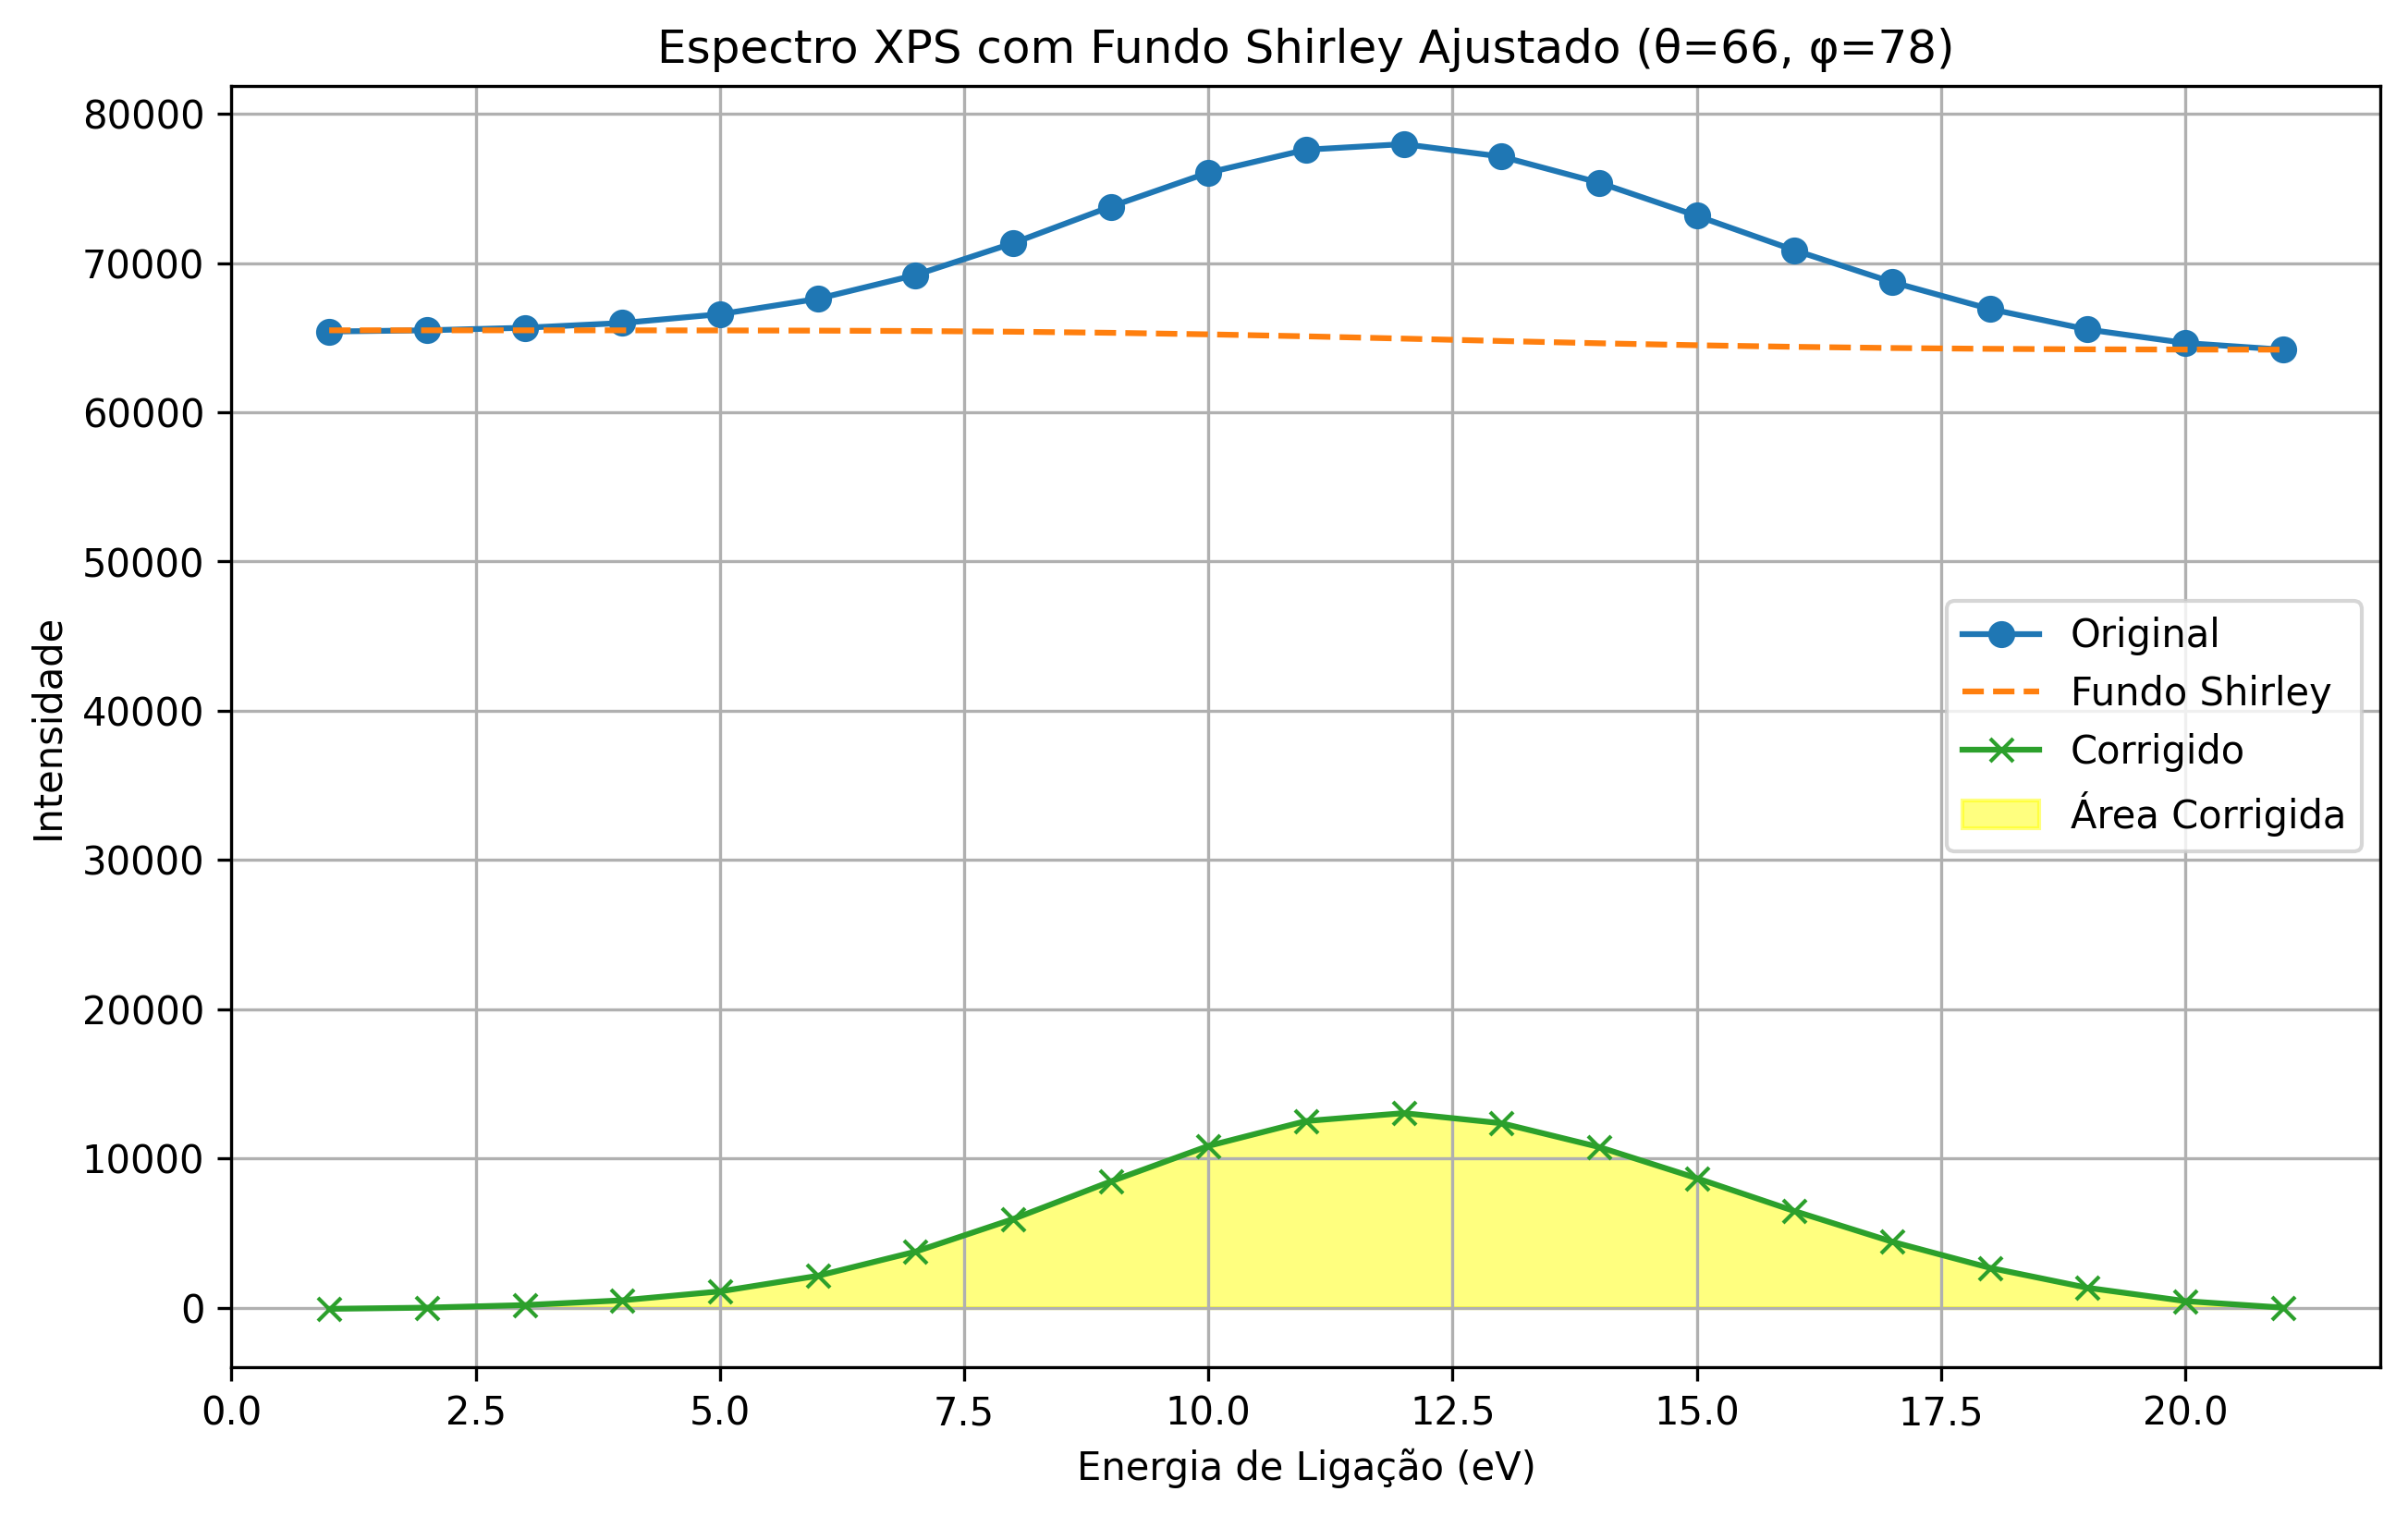 Espectro XPS com Fundo Shirley Ajustado (θ=66, φ=78)
80000
70000
60000
50000
40000
30000
20000
10000
0
Intensidade
Original
Fundo Shirley
Corrigido
Área Corrigida
0.0 2.5 5.0 7.5 10.0 12.5 15.0 17.5 20.0
Energia de Ligação (eV)